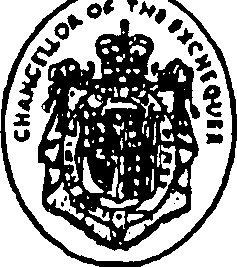 CHANCELLOR OF THE EXCHEQUER